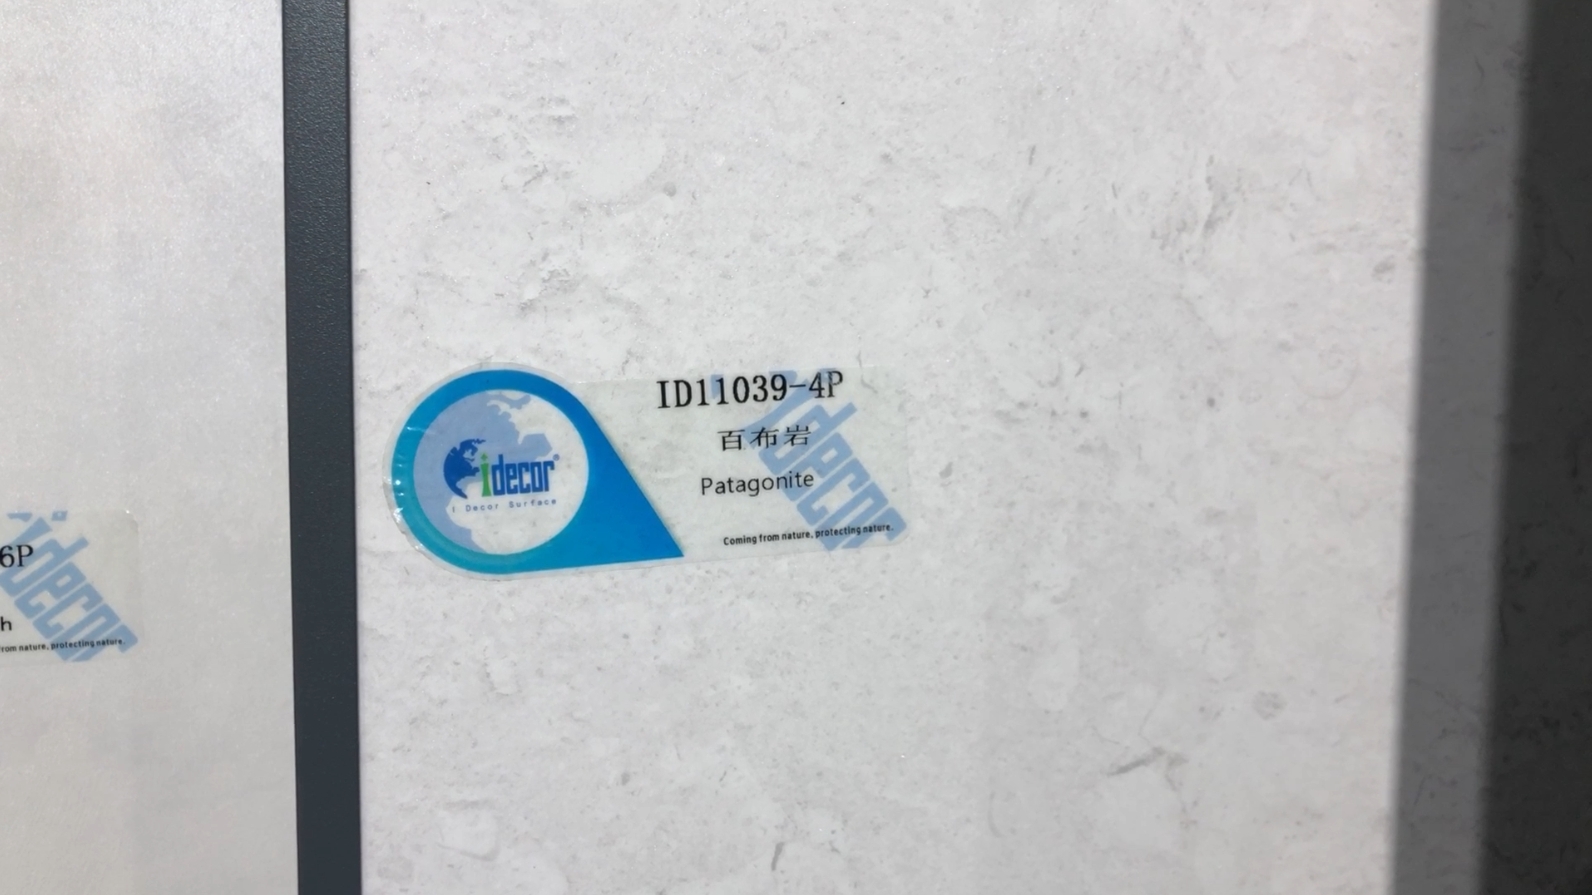 ID11039-4P
百布岩
Patagonite
idecor
I Decor Surface
Coming from nature, protecting nature.
idecor
6P
h
from nature, protecting nature.
idecor